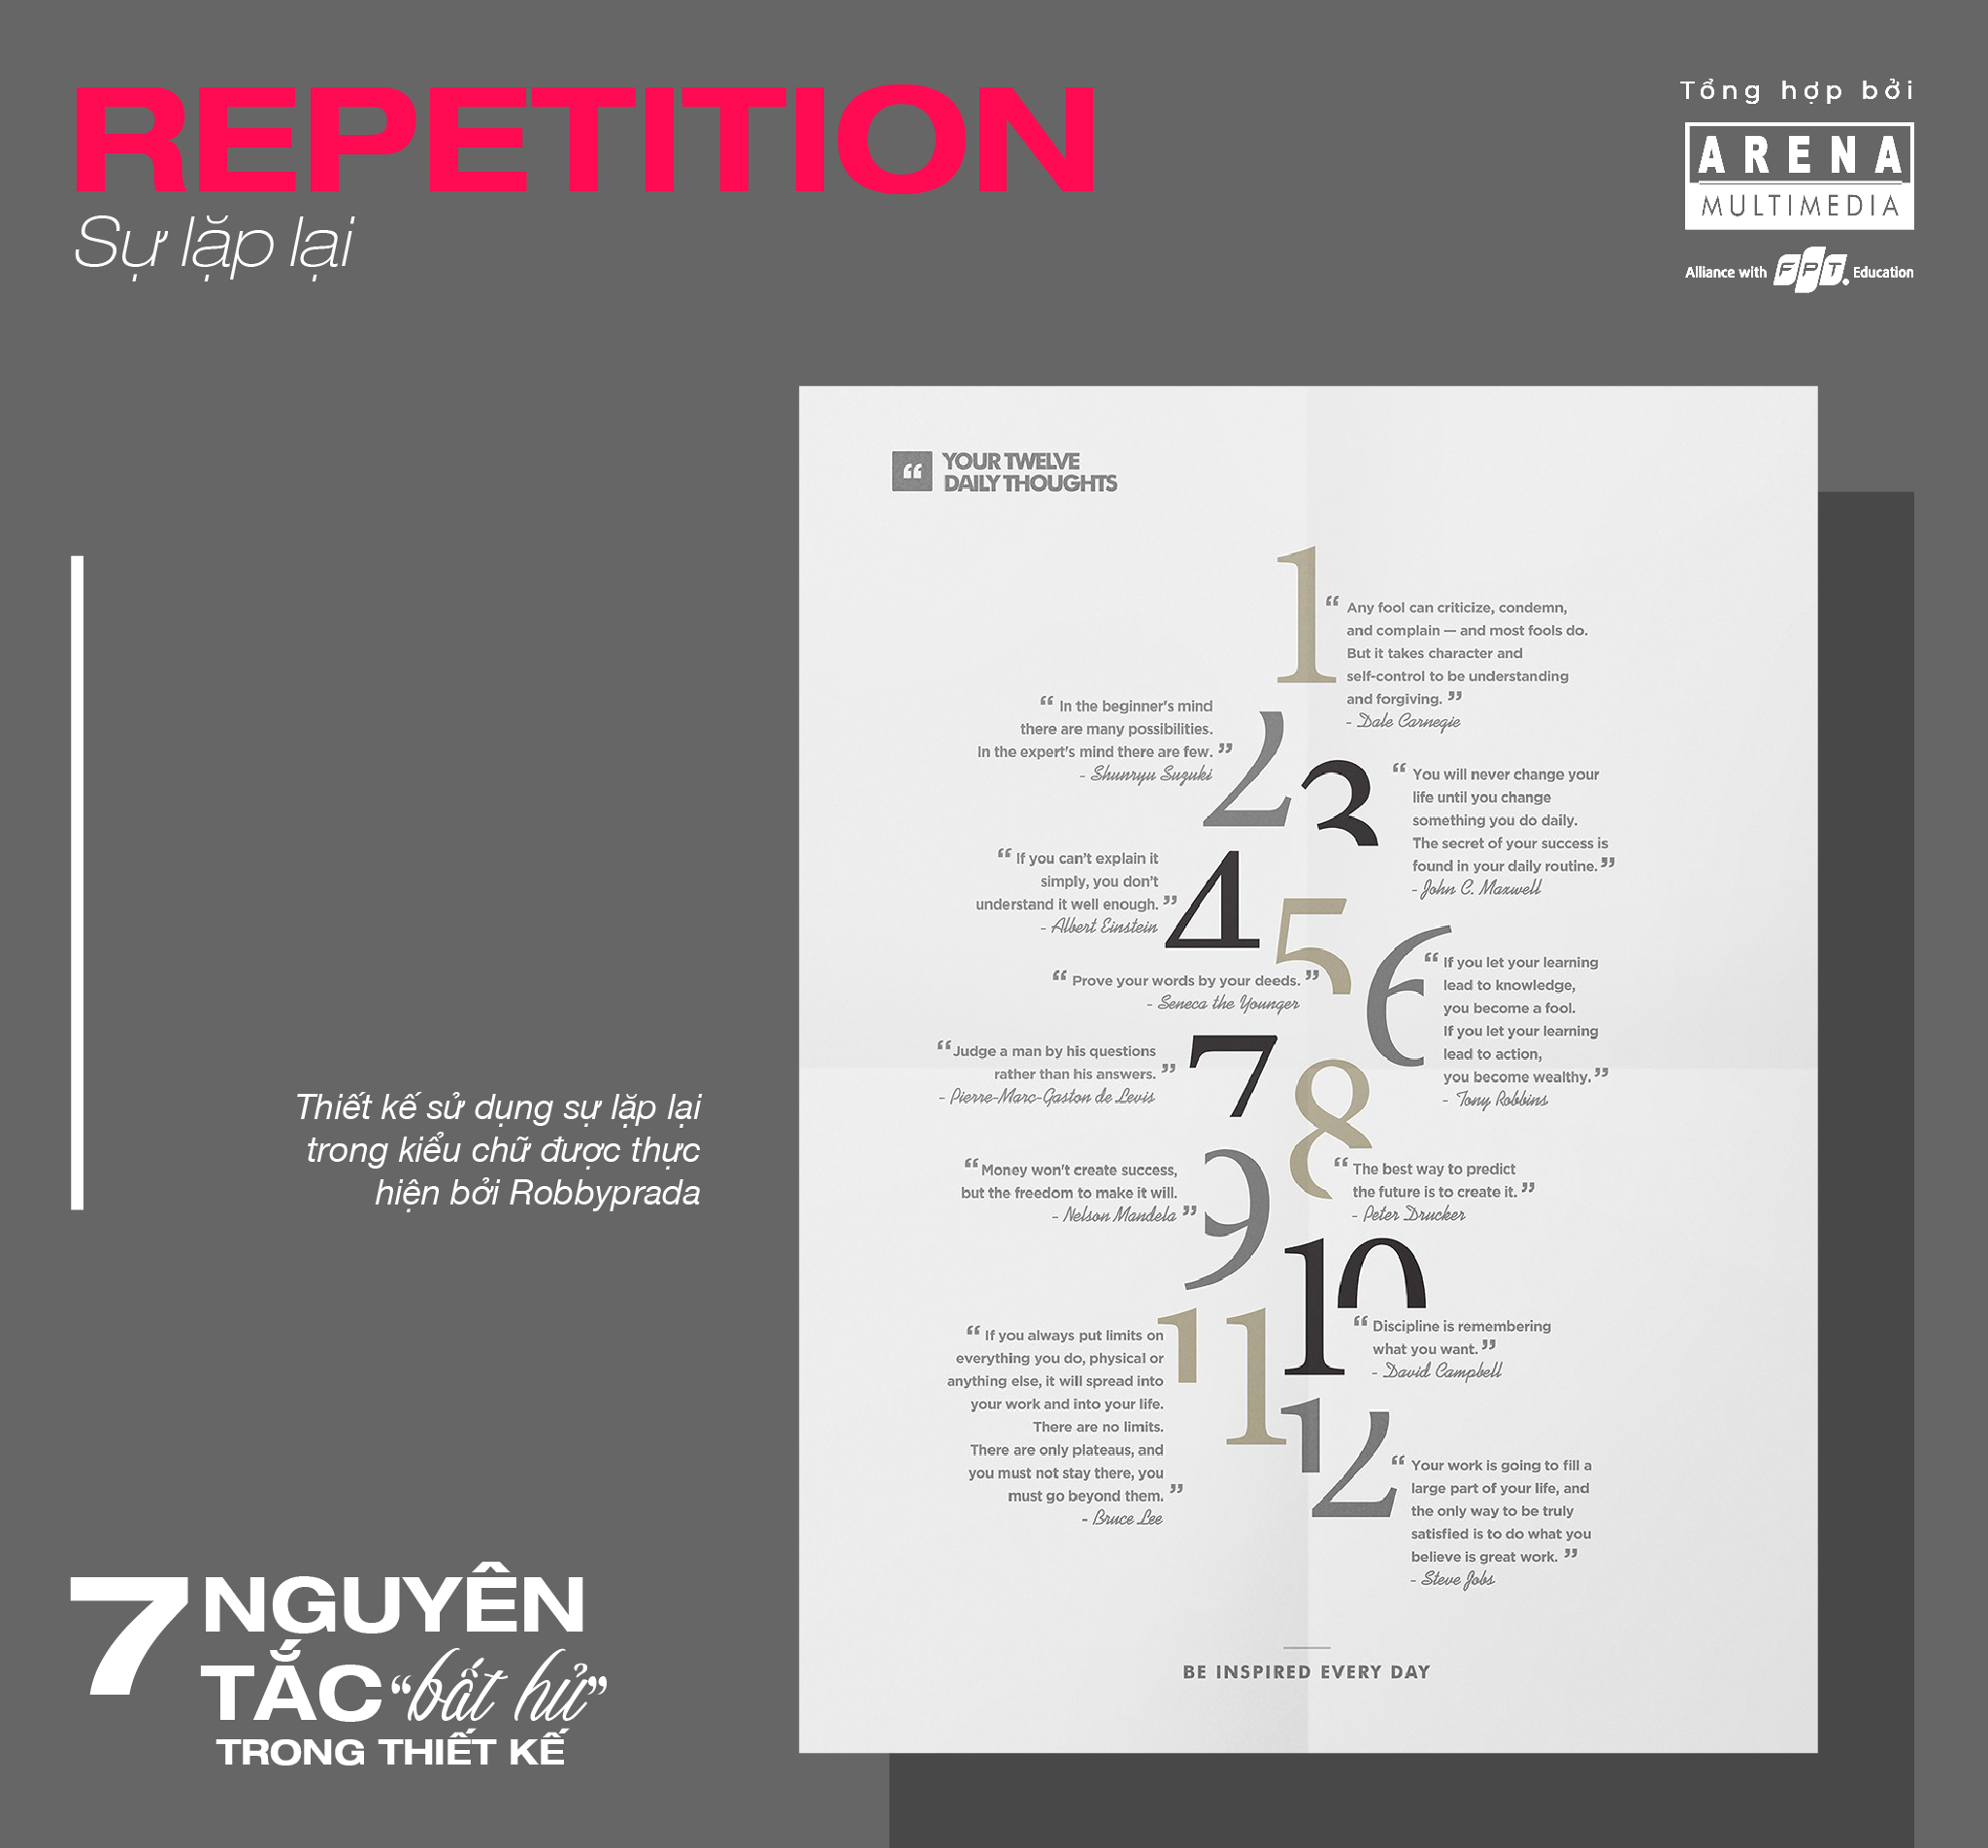 REPETITION
Sự lặp lại
Tổng hợp bởi
ARENA
MULTIMEDIA
Alliance with FPT. Education
“ YOUR TWELVE
DAILY THOUGHTS
1
“ Any fool can criticize, condemn,
and complain — and most fools do.
But it takes character and
self-control to be understanding
and forgiving. ”
- Dale Carnegie
2
“ In the beginner's mind
there are many possibilities.
In the expert's mind there are few. ”
- Shunryu Suzuki
3
“ You will never change your
life until you change
something you do daily.
The secret of your success is
found in your daily routine. ”
- John C. Maxwell
4
“ If you can’t explain it
simply, you don’t
understand it well enough. ”
- Albert Einstein
5
“ Prove your words by your deeds. ”
- Seneca the Younger
6
“ If you let your learning
lead to knowledge,
you become a fool.
If you let your learning
lead to action,
you become wealthy. ”
- Tony Robbins
7
“ Judge a man by his questions
rather than his answers. ”
- Pierre-Marc-Gaston de Levis
8
“ The best way to predict
the future is to create it. ”
- Peter Drucker
9
“ Money won't create success,
but the freedom to make it will.
- Nelson Mandela ”
10
“ Discipline is remembering
what you want. ”
- David Campbell
11
“ If you always put limits on
everything you do, physical or
anything else, it will spread into
your work and into your life.
There are no limits.
There are only plateaus, and
you must not stay there, you
must go beyond them. ”
- Bruce Lee
12
“ Your work is going to fill a
large part of your life, and
the only way to be truly
satisfied is to do what you
believe is great work. ”
- Steve Jobs
BE INSPIRED EVERY DAY
Thiết kế sử dụng sự lặp lại
trong kiểu chữ được thực
hiện bởi Robbyprada
7 NGUYÊN
TẮC “bất hủ”
TRONG THIẾT KẾ